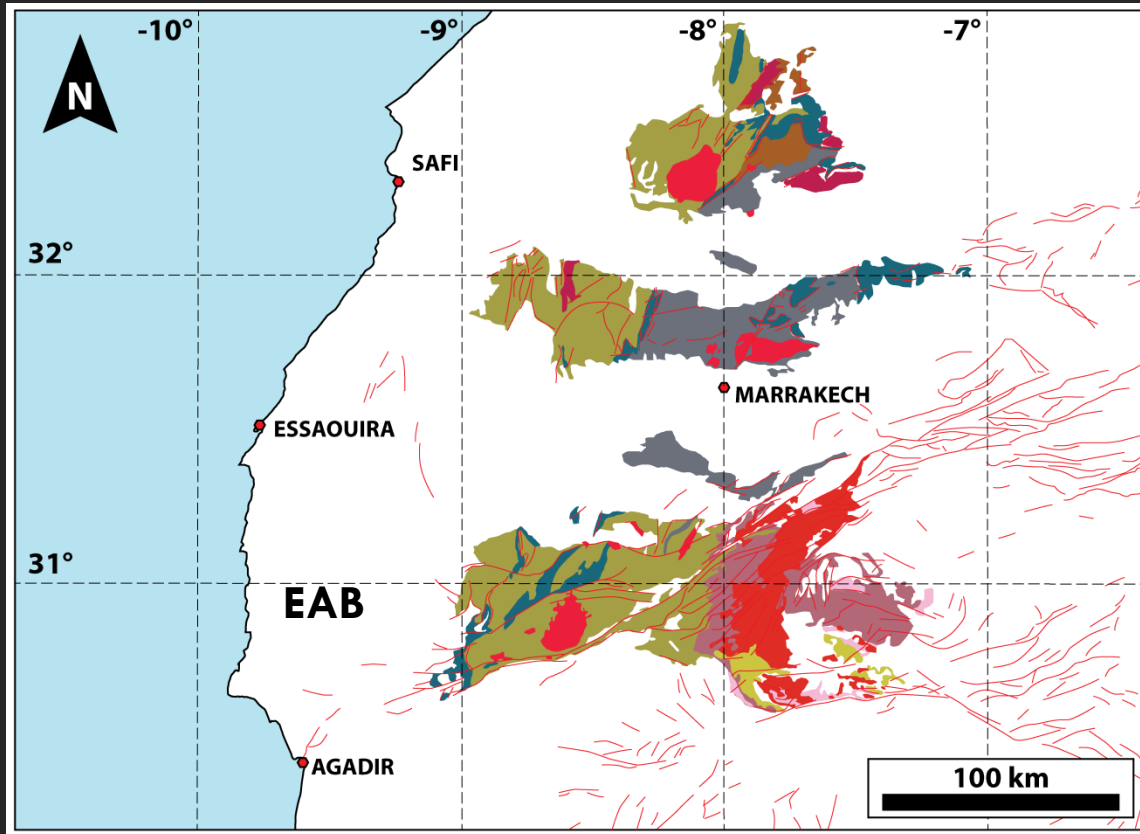 -10°
-9°
-8°
-7°
N
SAFI
32°
MARRAKECH
ESSAOUIRA
31°
EAB
AGADIR
100 km